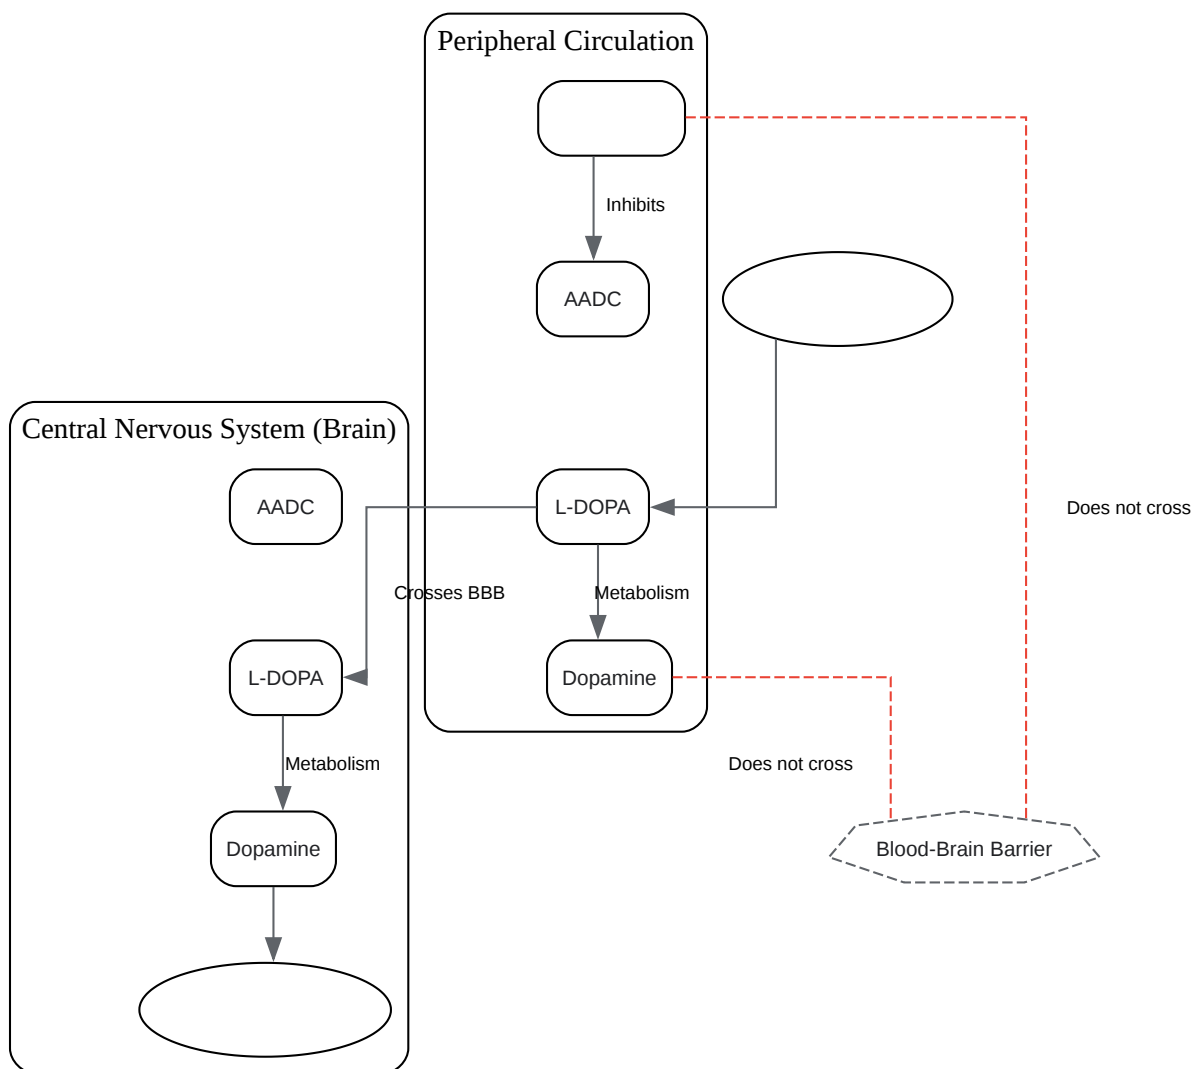 Peripheral Circulation
Inhibits
AADC
Central Nervous System (Brain)
AADC
L-DOPA
Does not cross
Crosses BBB
Metabolism
L-DOPA
Dopamine
Metabolism
Does not cross
Dopamine
Blood-Brain Barrier